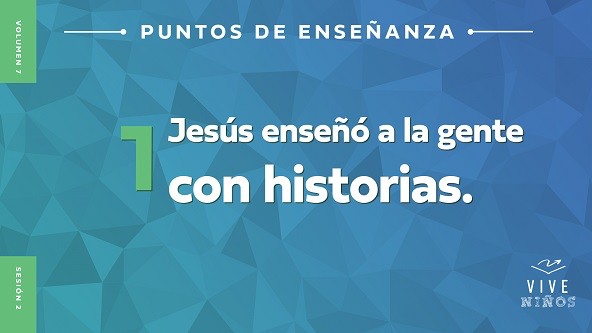 VOLUMEN 7
PUNTOS DE ENSEÑANZA
1
Jesús enseñó a la gente
con historias.
SESIÓN 2
VIVE
NIÑOS